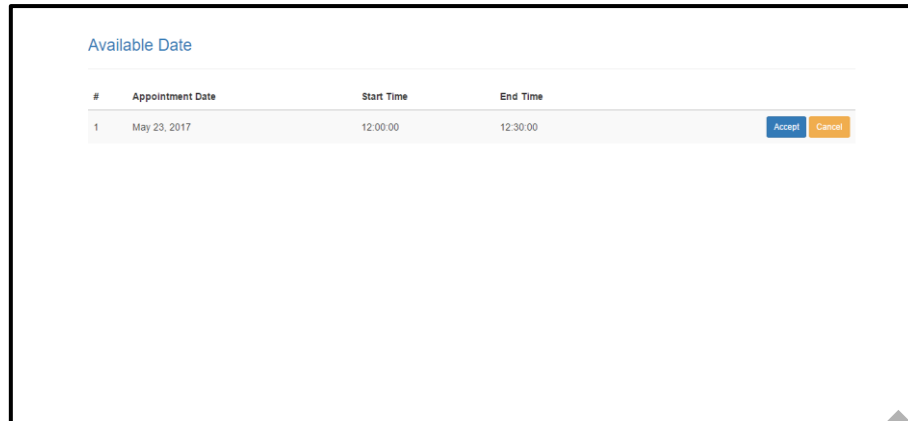 Available Date
# Appointment Date Start Time End Time
1 May 23, 2017 12:00:00 12:30:00 Accept Cancel